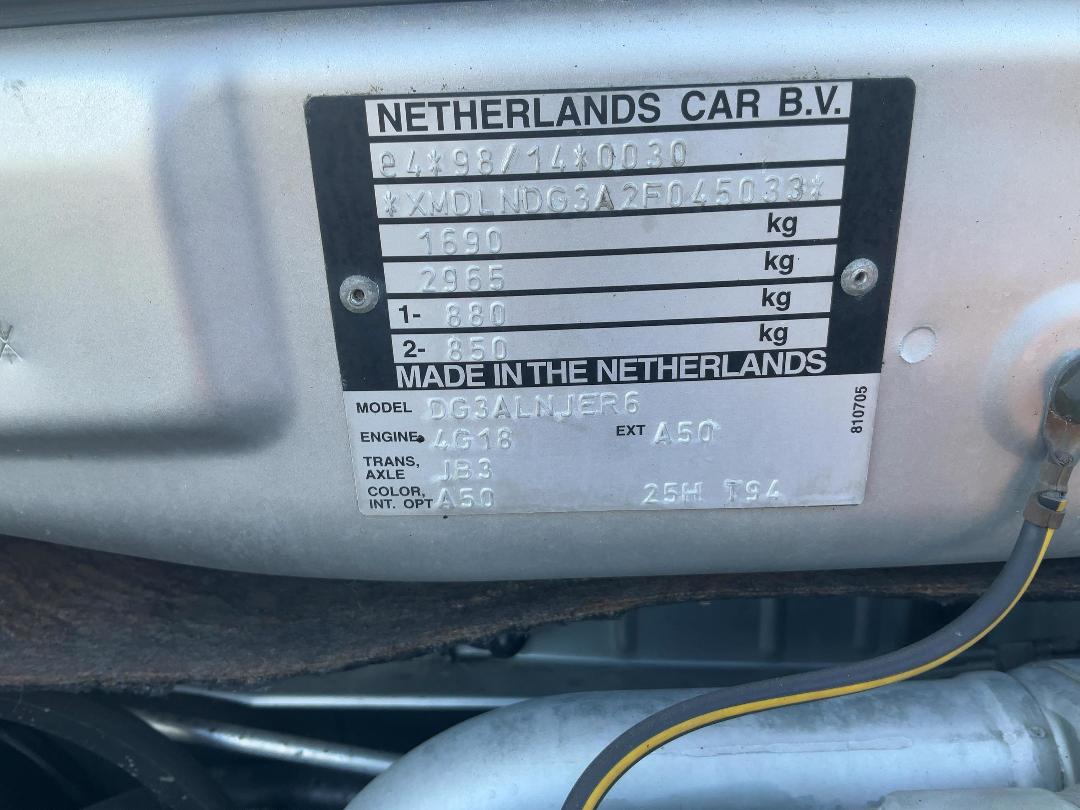 NETHERLANDS CAR B.V.
e4*98/14*0030
*XMDLNDG3A2F045033*
1690 kg
2965 kg
1- 880 kg
2- 850 kg
MADE IN THE NETHERLANDS
MODEL DG3ALNJER6
ENGINE 4G18 EXT A50
TRANS, AXLE JB3
COLOR, INT. OPT A50 25H T94
810705